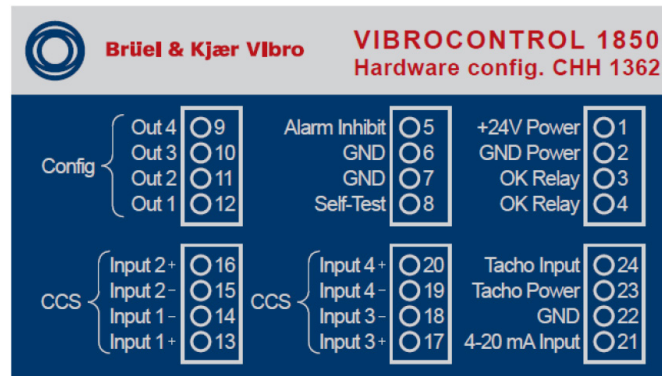 Brüel & Kjær VIbro
VIBROCONTROL 1850
Hardware config. CHH 1362
Config
Out 4 9
Out 3 10
Out 2 11
Out 1 12
Alarm Inhibit 5
GND 6
GND 7
Self-Test 8
+24V Power 1
GND Power 2
OK Relay 3
OK Relay 4
CCS
Input 2+ 16
Input 2- 15
Input 1- 14
Input 1+ 13
CCS
Input 4+ 20
Input 4- 19
Input 3- 18
Input 3+ 17
Tacho Input 24
Tacho Power 23
GND 22
4-20 mA Input 21